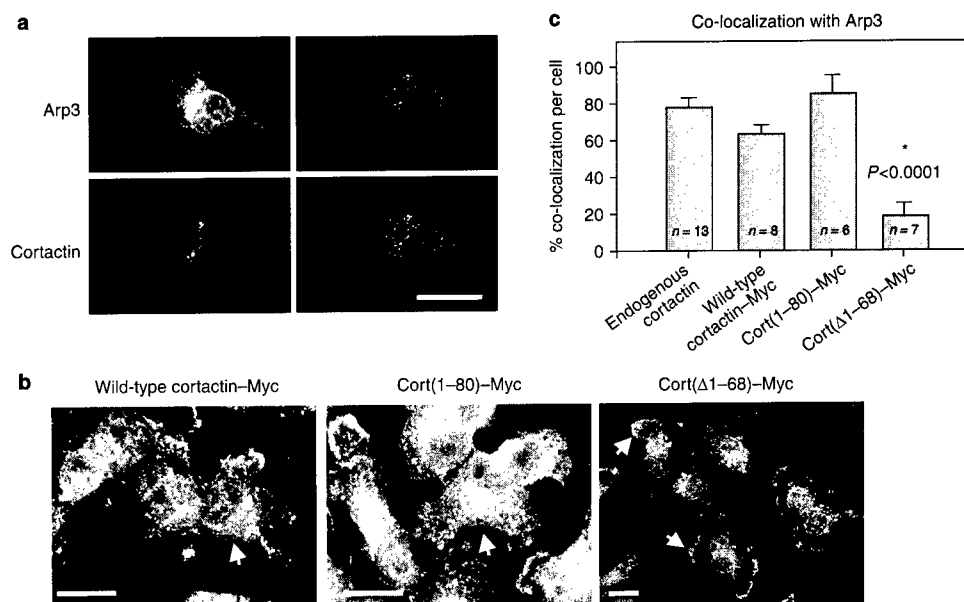 a
Arp3
Cortactin
c
Co-localization with Arp3
% co-localization per cell
100
80
60
40
20
0
*
P<0.0001
n = 13
n = 8
n = 6
n = 7
Endogenous
cortactin
Wild-type
cortactin–Myc
Cort(1–80)–Myc
Cort(Δ1–68)–Myc
b
Wild-type cortactin–Myc
Cort(1–80)–Myc
Cort(Δ1–68)–Myc